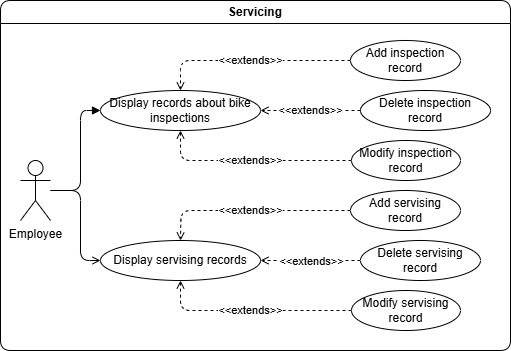 Servicing
Add inspection
record
<<extends>>
Display records about bike
inspections
<<extends>>
Delete inspection
record
<<extends>>
Modify inspection
record
Employee
Add servising
record
<<extends>>
Display servising records
<<extends>>
Delete servising
record
<<extends>>
Modify servising
record